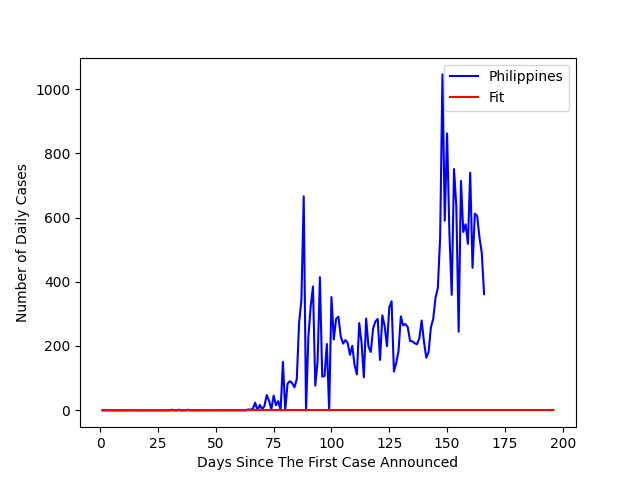 Philippines
Fit
1000
800
600
400
200
0
Number of Daily Cases
0 25 50 75 100 125 150 175 200
Days Since The First Case Announced